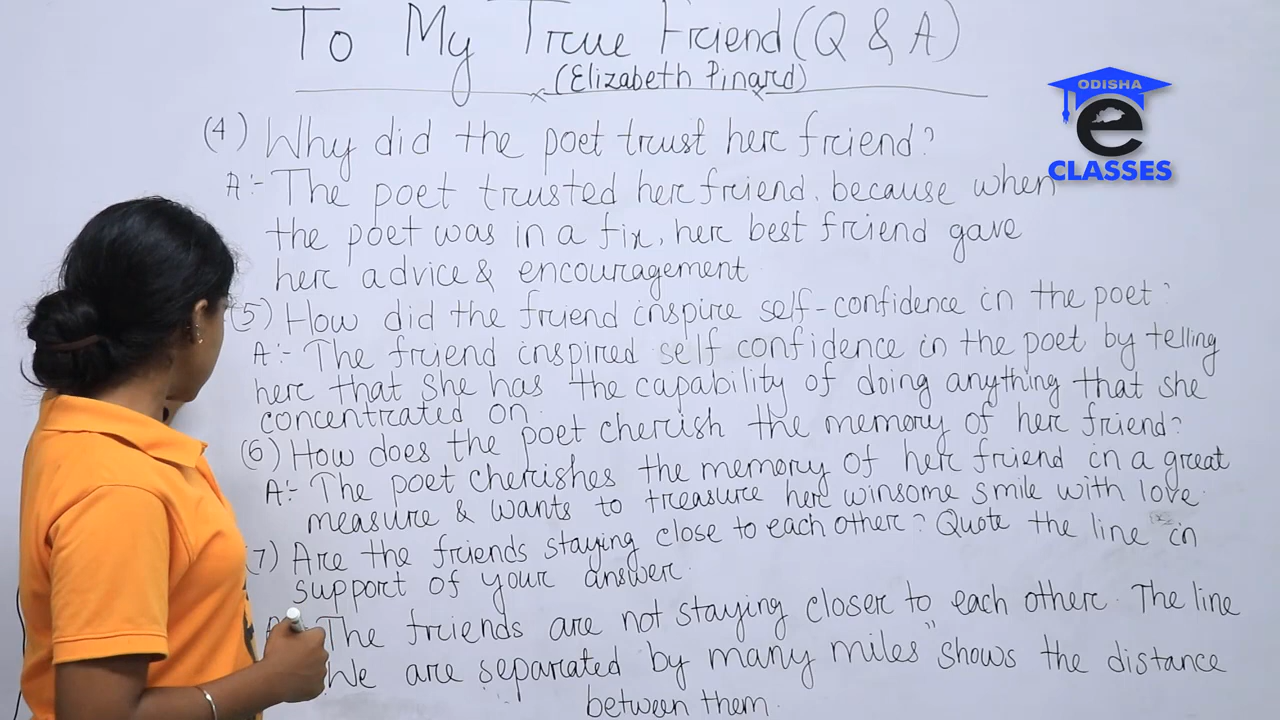 To My True Friend (Q & A)
(Elizabeth Pinard)
ODISHA
e
CLASSES
(4) Why did the poet trust her friend?
A:- The poet trusted her friend, because when
the poet was in a fix, her best friend gave
her advice & encouragement
(5) How did the friend inspire self-confidence in the poet?
A:- The friend inspired self confidence in the poet by telling
her that she has the capability of doing anything that she
concentrated on.
(6) How does the poet cherish the memory of her friend?
A:- The poet cherishes the memory of her friend in a great
measure & wants to treasure her winsome smile with love.
(7) Are the friends staying close to each other? Quote the line in
support of your answer.
The friends are not staying closer to each other. The line
We are separated by many miles" shows the distance
between them.